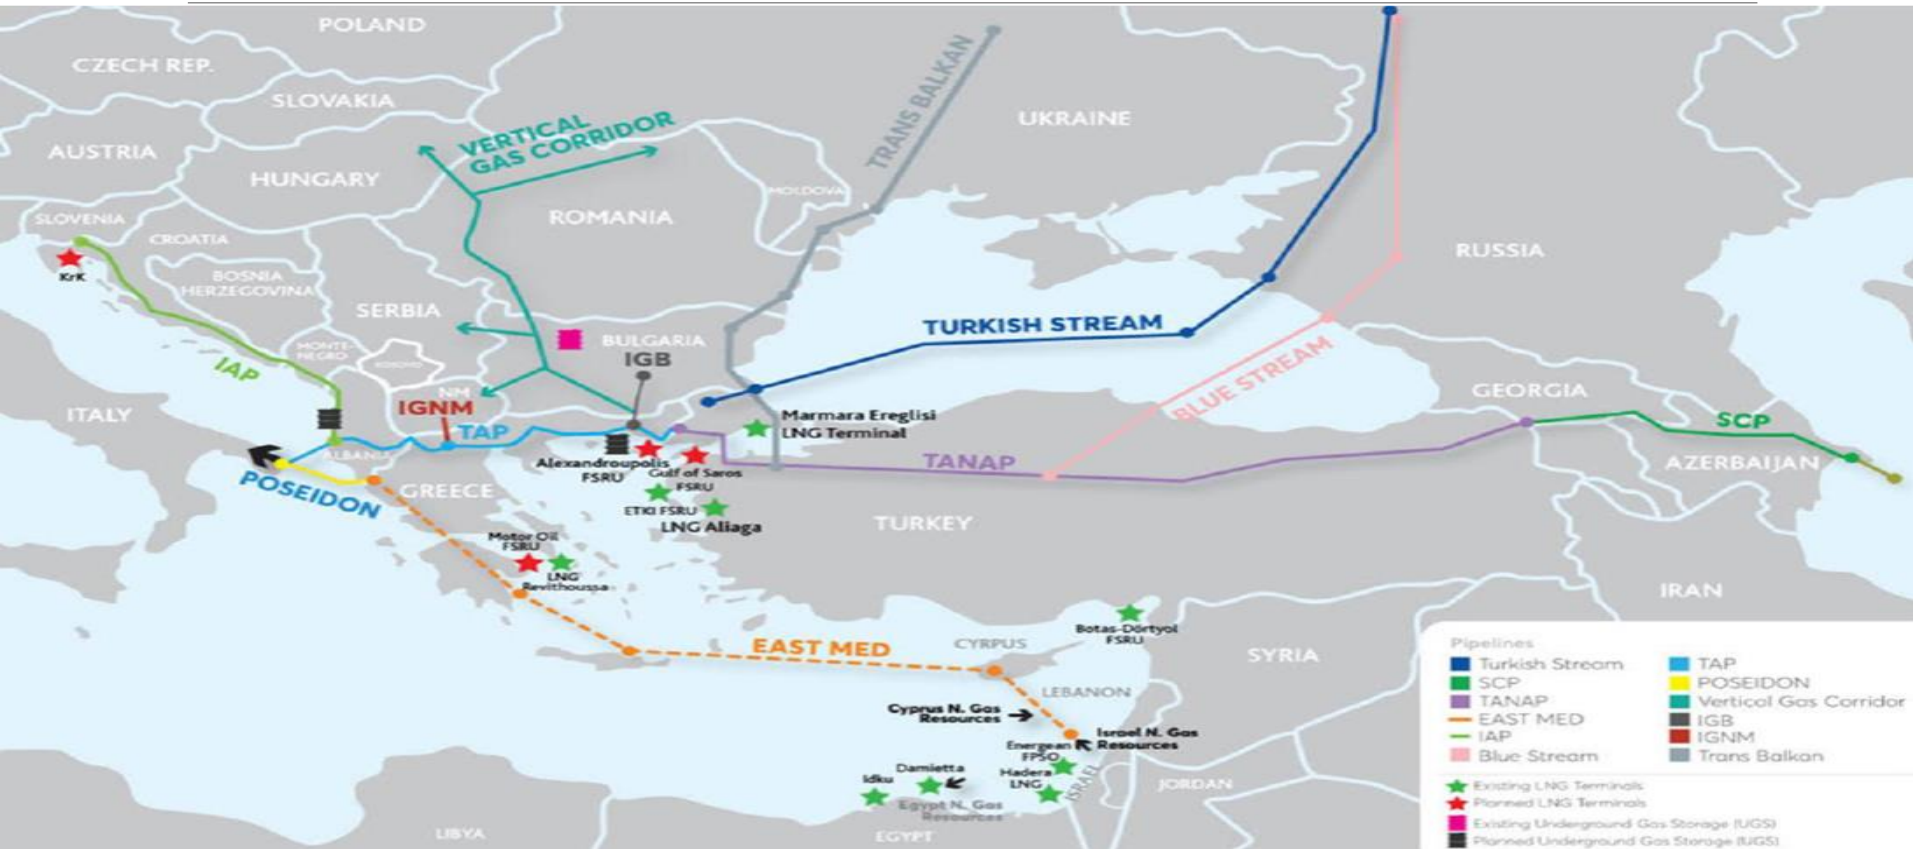 POLAND
CZECH REP.
SLOVAKIA
AUSTRIA
HUNGARY
VERTICAL
GAS CORRIDOR
TRANS BALKAN
UKRAINE
MOLDOVA
ROMANIA
SLOVENIA
CROATIA
KrK
BOSNIA
HERZEGOVINA
SERBIA
RUSSIA
MONTE-
NEGRO
KOSOVO
IAP
BULGARIA
IGB
TURKISH STREAM
BLUE STREAM
GEORGIA
NM
IGNM
ITALY
TAP
Marmara Ereglisi
LNG Terminal
SCP
AZERBAIJAN
ALBANIA
Alexandroupolis
FSRU
Gulf of Saros
FSRU
TANAP
POSEIDON
GREECE
ETKI FSRU
LNG Aliaga
TURKEY
Motor Oil
FSRU
LNG
Revithoussa
IRAN
Botas-Dörtyol
FSRU
EAST MED
CYRPUS
SYRIA
LEBANON
Cyprus N. Gas
Resources
Israel N. Gas
Resources
Energean
FPSO
Hadera
LNG
ISRAEL
Idku
Damietta
Egypt N. Gas
Resources
JORDAN
LIBYA
EGYPT
Pipelines
Turkish Stream
SCP
TANAP
EAST MED
IAP
Blue Stream
TAP
POSEIDON
Vertical Gas Corridor
IGB
IGNM
Trans Balkan
Existing LNG Terminals
Planned LNG Terminals
Existing Underground Gas Storage (UGS)
Planned Underground Gas Storage (UGS)